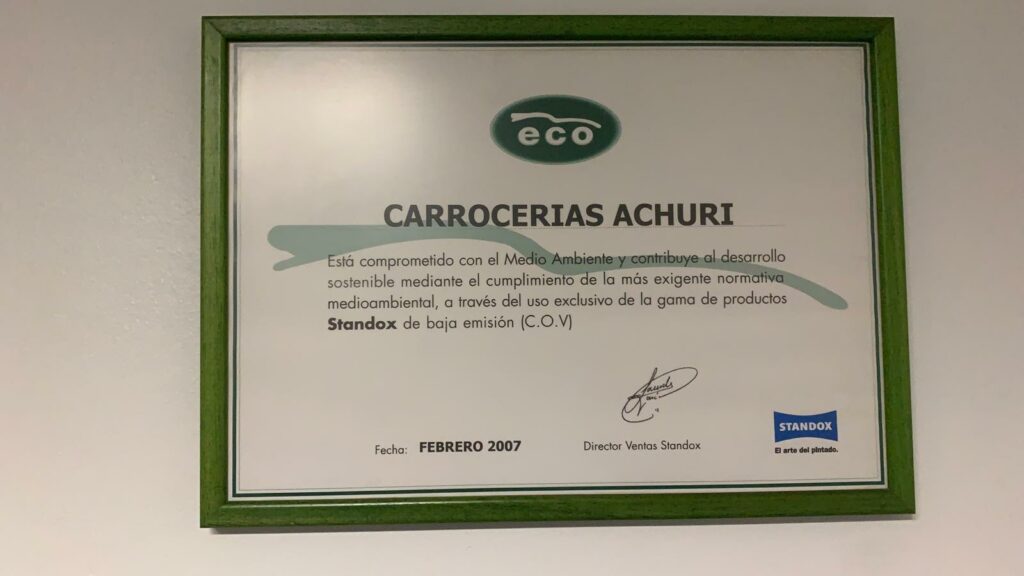 eco
CARROCERIAS ACHURI
Está comprometido con el Medio Ambiente y contribuye al desarrollo
sostenible mediante el cumplimiento de la más exigente normativa
medioambiental, a través del uso exclusivo de la gama de productos
Standox de baja emisión (C.O.V)
Fecha: FEBRERO 2007
Director Ventas Standox
STANDOX
El arte del pintado.